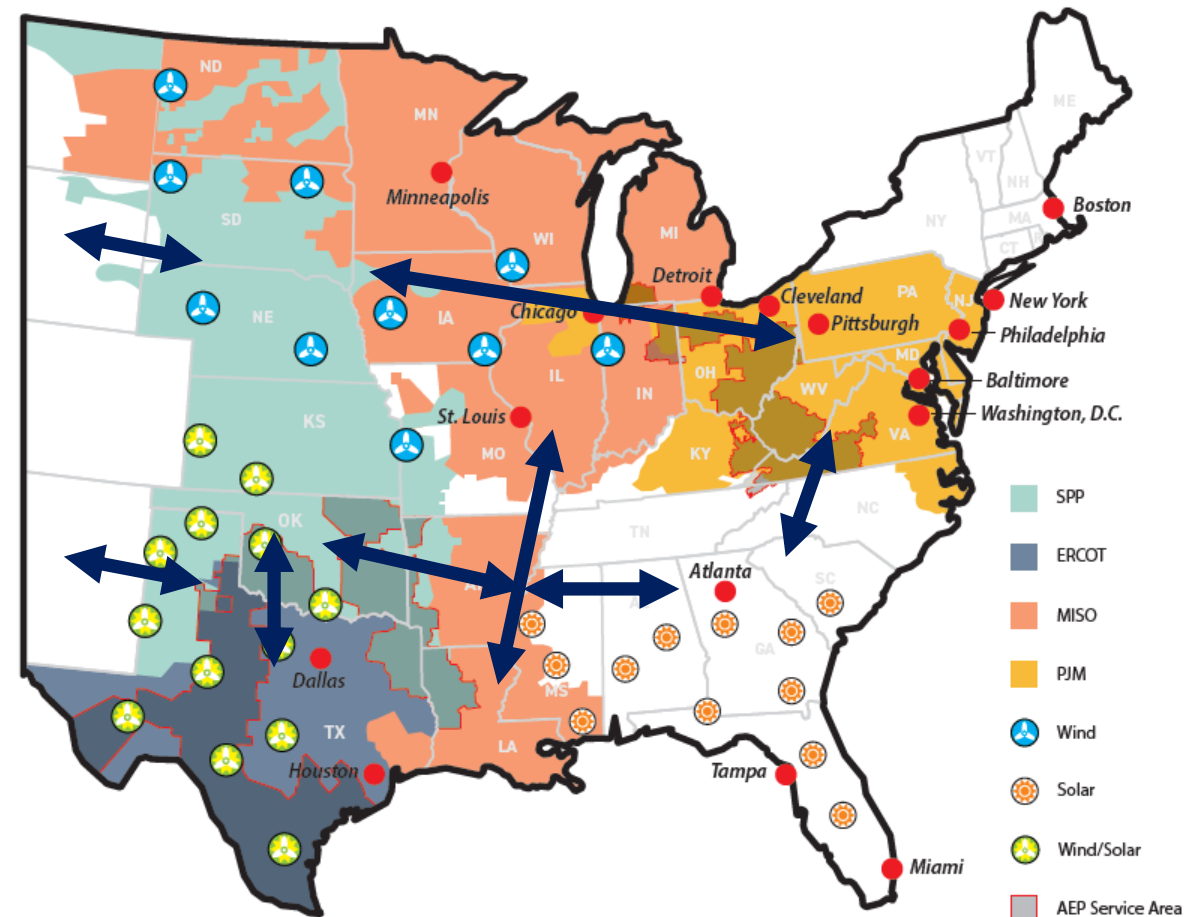 ND
MN
ME
Minneapolis
VT
NH
SD
WI
MI
NY
MA
Boston
CT
Detroit
Cleveland
PA
NJ
New York
NE
IA
Chicago
Pittsburgh
Philadelphia
IL
IN
OH
MD
Baltimore
WV
KS
St. Louis
Washington, D.C.
MO
KY
VA
SPP
OK
TN
NC
ERCOT
Atlanta
SC
MISO
GA
Dallas
MS
PJM
TX
LA
Wind
Houston
Tampa
Solar
Wind/Solar
Miami
AEP Service Area